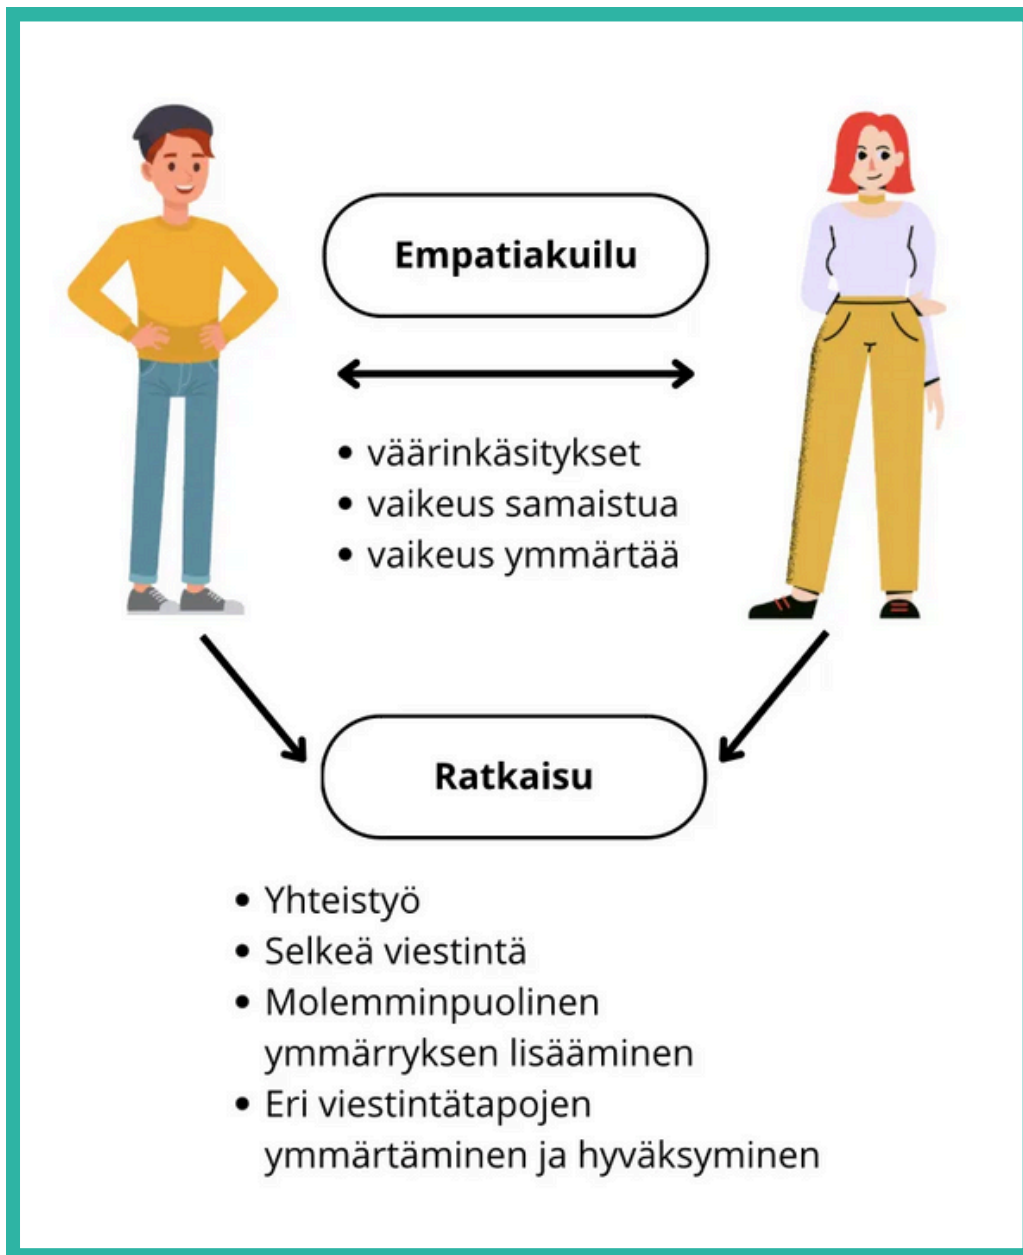 Empatiakuilu
• väärinkäsitykset
• vaikeus samaistua
• vaikeus ymmärtää
Ratkaisu
• Yhteistyö
• Selkeä viestintä
• Molemminpuolinen
ymmärryksen lisääminen
• Eri viestintätapojen
ymmärtäminen ja hyväksyminen